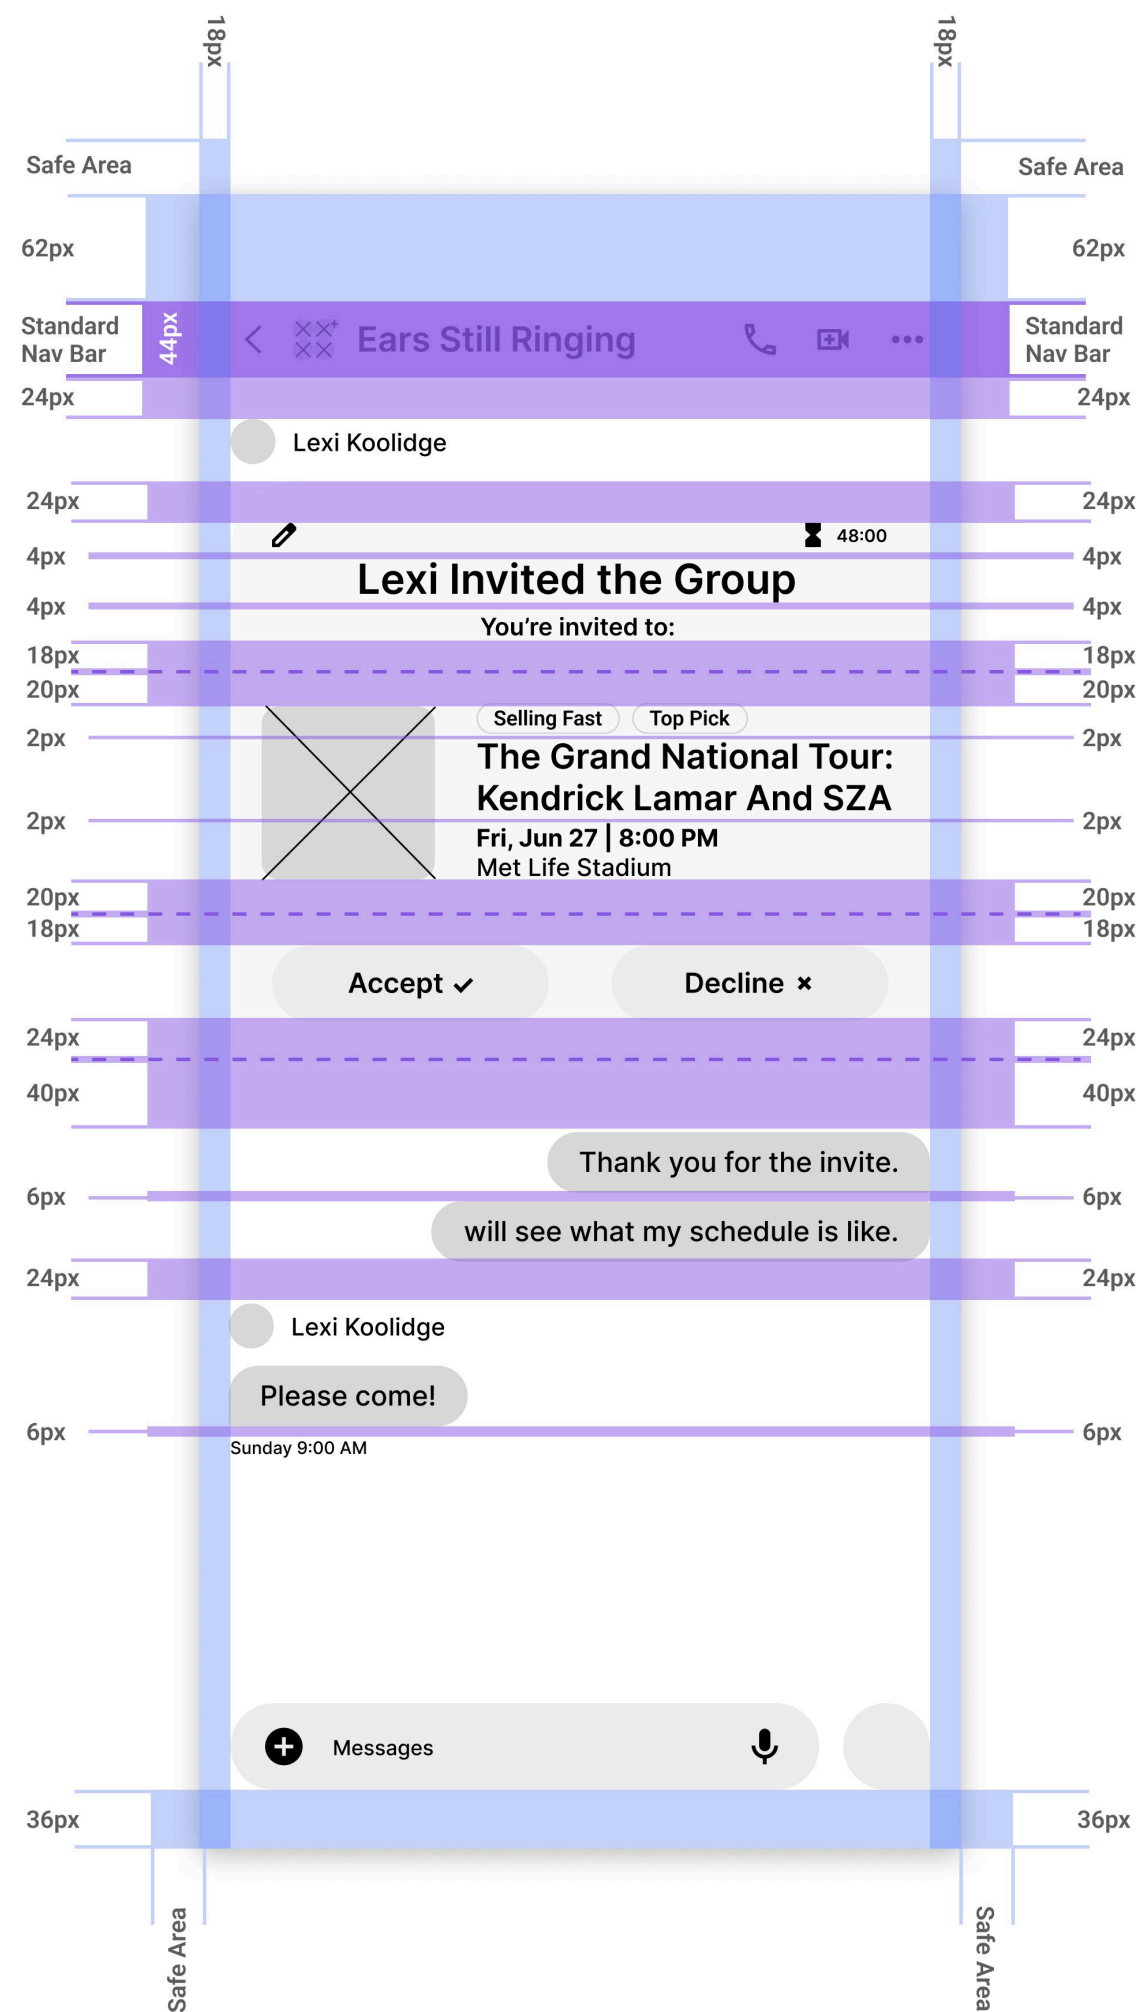 18px 18px
Safe Area Safe Area
62px 62px
Standard Nav Bar 44px Ears Still Ringing Standard Nav Bar
24px 24px
Lexi Koolidge
24px 24px
48:00
4px 4px
Lexi Invited the Group
4px 4px
You’re invited to:
18px 18px
20px 20px
Selling Fast Top Pick
2px 2px
The Grand National Tour:
Kendrick Lamar And SZA
2px 2px
Fri, Jun 27 | 8:00 PM
Met Life Stadium
20px 20px
18px 18px
Accept Decline
24px 24px
40px 40px
Thank you for the invite.
6px 6px
will see what my schedule is like.
24px 24px
Lexi Koolidge
Please come!
6px 6px
Sunday 9:00 AM
Messages
36px 36px
Safe Area Safe Area